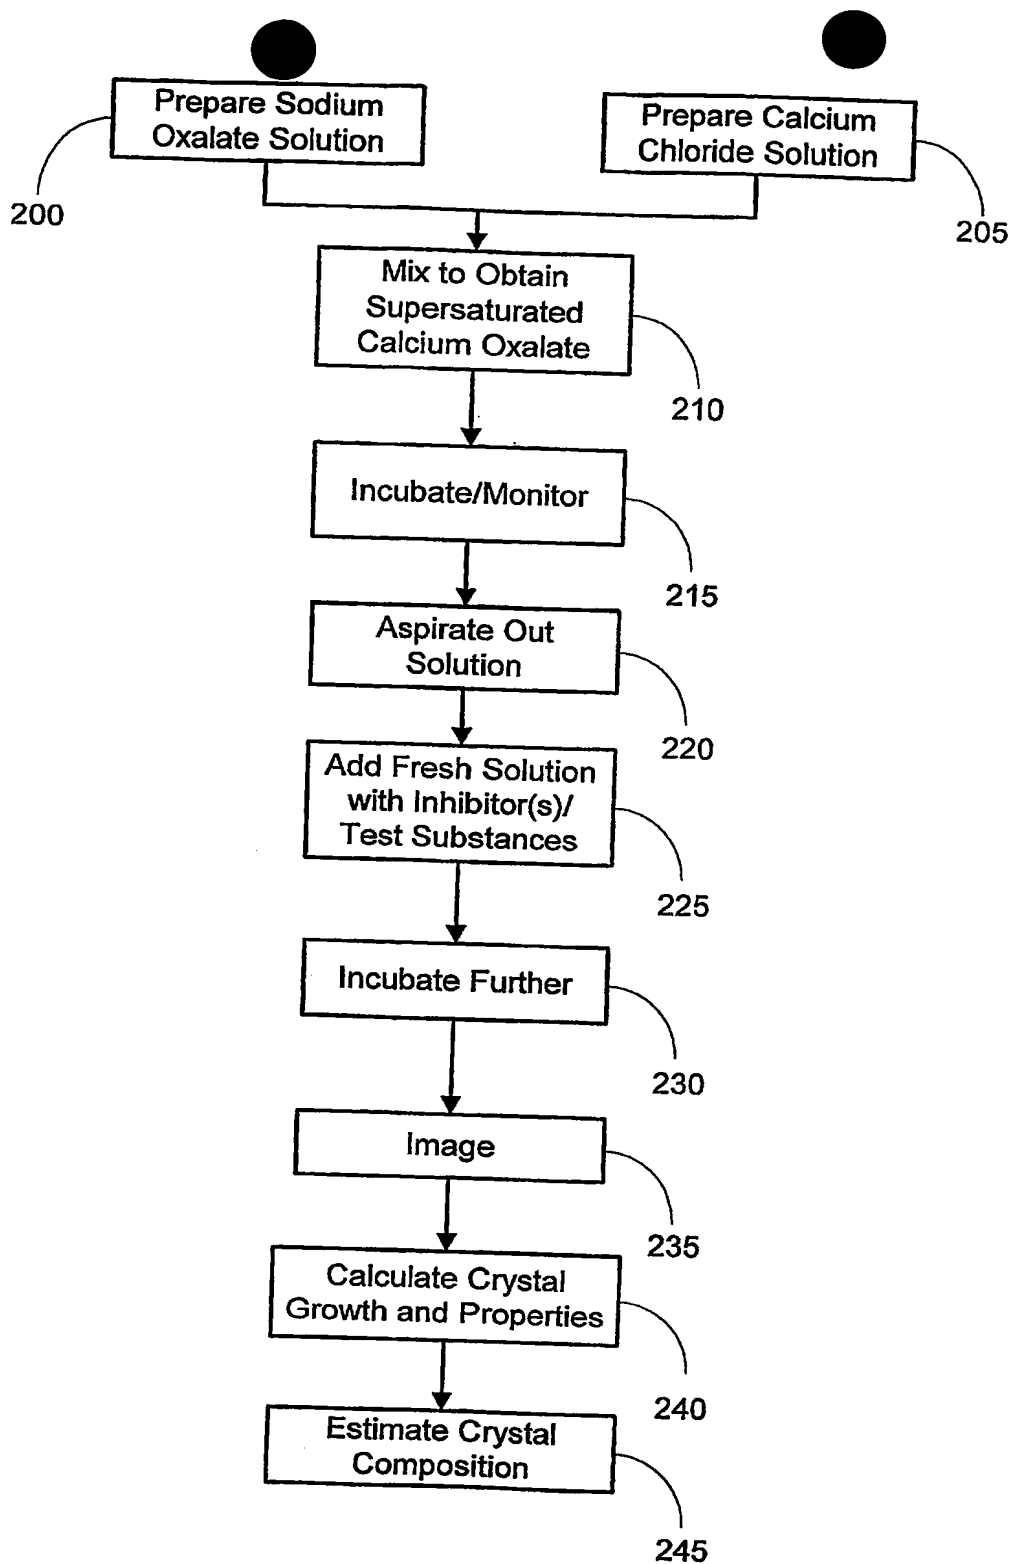 Prepare Sodium
Oxalate Solution
200
Prepare Calcium
Chloride Solution
205
Mix to Obtain
Supersaturated
Calcium Oxalate
210
Incubate/Monitor
215
Aspirate Out
Solution
220
Add Fresh Solution
with Inhibitor(s)/
Test Substances
225
Incubate Further
230
Image
235
Calculate Crystal
Growth and Properties
240
Estimate Crystal
Composition
245